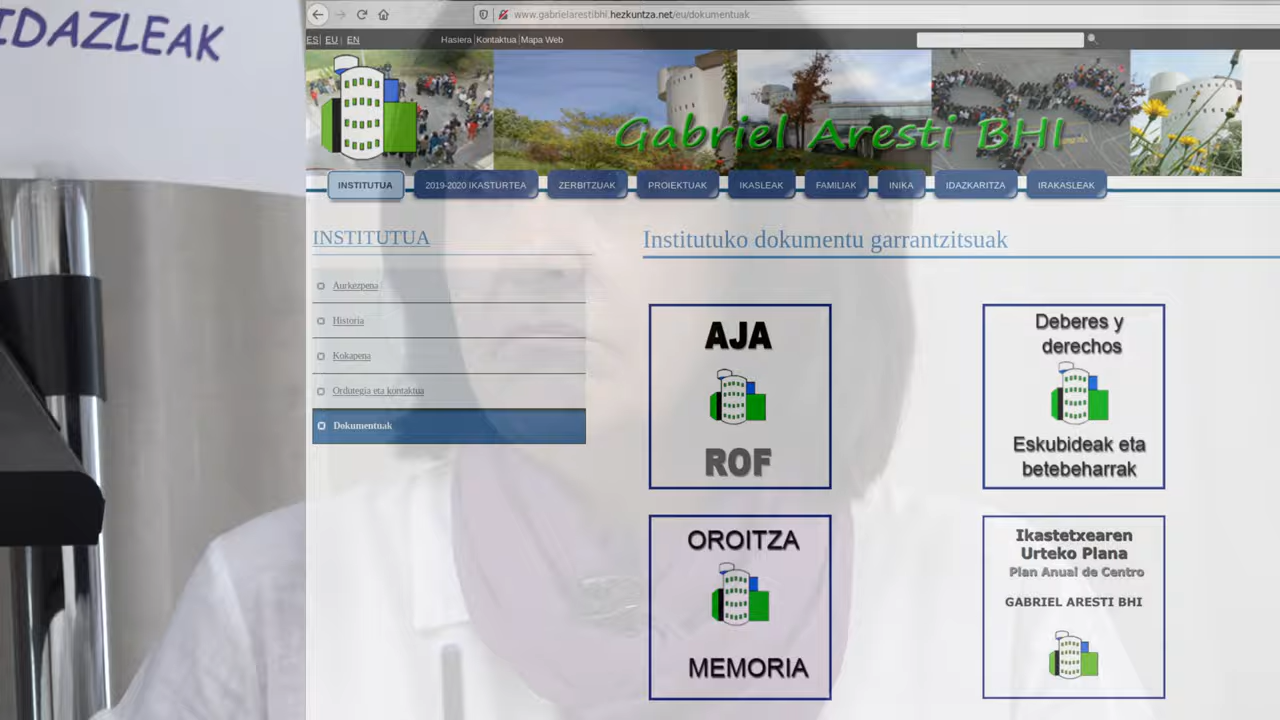 IDAZLEAK
www.gabrielarestibhi.hezkuntza.net/eu/dokumentuak
ES| EU | EN
Hasiera |Kontaktua |Mapa Web
Gabriel Aresti BHI
INSTITUTUA
2019-2020 IKASTURTEA
ZERBITZUAK
PROIEKTUAK
IKASLEAK
FAMILIAK
INIKA
IDAZKARITZA
IRAKASLEAK
INSTITUTUA
Aurkezpena
Historia
Kokapena
Ordutegia eta kontaktua
Dokumentuak
Institutuko dokumentu garrantzitsuak
AJA
ROF
Deberes y
derechos
Eskubideak eta
betebeharrak
OROITZA
MEMORIA
Ikastetxearen
Urteko Plana
Plan Anual de Centro
GABRIEL ARESTI BHI